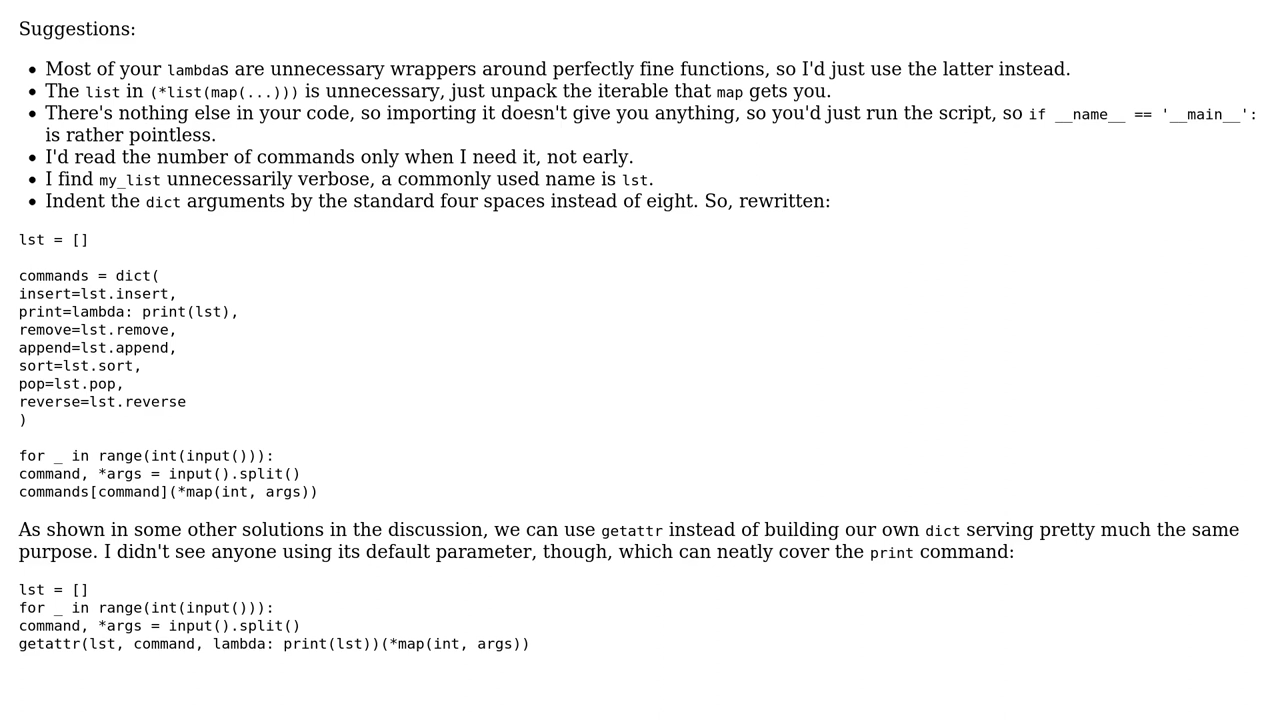 Suggestions:
• Most of your lambdas are unnecessary wrappers around perfectly fine functions, so I'd just use the latter instead.
• The list in (*list(map(...))) is unnecessary, just unpack the iterable that map gets you.
• There's nothing else in your code, so importing it doesn't give you anything, so you'd just run the script, so if __name__ == '__main__':
is rather pointless.
• I'd read the number of commands only when I need it, not early.
• I find my_list unnecessarily verbose, a commonly used name is lst.
• Indent the dict arguments by the standard four spaces instead of eight. So, rewritten:
lst = []
commands = dict(
insert=lst.insert,
print=lambda: print(lst),
remove=lst.remove,
append=lst.append,
sort=lst.sort,
pop=lst.pop,
reverse=lst.reverse
)
for _ in range(int(input())):
command, *args = input().split()
commands[command](*map(int, args))
As shown in some other solutions in the discussion, we can use getattr instead of building our own dict serving pretty much the same
purpose. I didn't see anyone using its default parameter, though, which can neatly cover the print command:
lst = []
for _ in range(int(input())):
command, *args = input().split()
getattr(lst, command, lambda: print(lst))(*map(int, args))